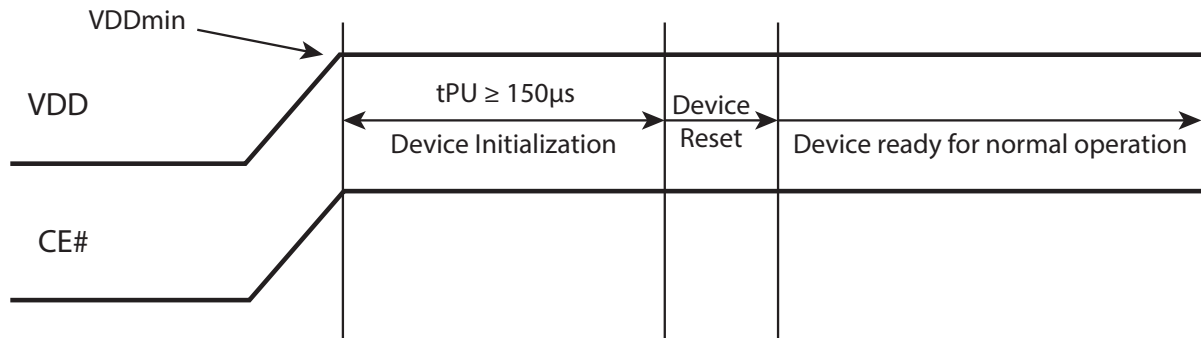 VDDmin
VDD
tPU ≥ 150μs
Device Initialization
Device
Reset
Device ready for normal operation
CE#